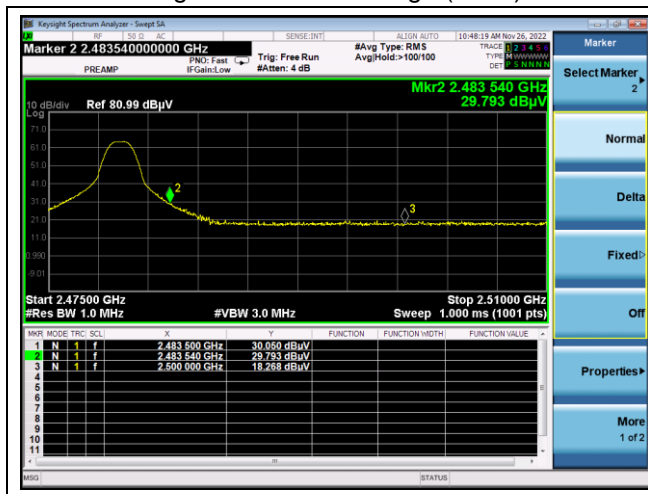 Keysight Spectrum Analyzer - Swept SA
RF 50 Ω AC SENSE:INT ALIGN AUTO 10:48:19 AM Nov 26, 2022
Marker 2 2.483540000000 GHz
PREAMP
PNO: Fast
IFGain:Low
Trig: Free Run
#Atten: 4 dB
#Avg Type: RMS
Avg|Hold:>100/100
TRACE 1 2 3 4 5 6
TYPE M W W W W W
DET P S N N N N
Mkr2 2.483 540 GHz
29.793 dBµV
10 dB/div Ref 80.99 dBµV
Log
71.0
61.0
51.0
41.0
31.0
21.0
11.0
0.990
-9.01
2
3
Start 2.47500 GHz Stop 2.51000 GHz
#Res BW 1.0 MHz #VBW 3.0 MHz Sweep 1.000 ms (1001 pts)
MKR MODE TRC SCL X Y FUNCTION FUNCTION WIDTH FUNCTION VALUE
1 N 1 f 2.483 500 GHz 30.050 dBuV
2 N 1 f 2.483 540 GHz 29.793 dBuV
3 N 1 f 2.500 000 GHz 18.268 dBuV
4
5
6
7
8
9
10
11
MSG STATUS
Marker
Select Marker
2
Normal
Delta
Fixed
Off
Properties
More
1 of 2